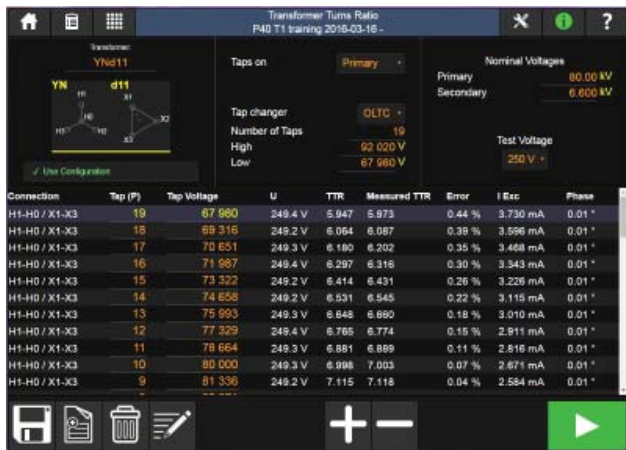 Transformer Turns Ratio
P40 T1 training 2016-03-16 -
?
Transformer
YNd11
YN d11
H1 X1
H0 X2
H3 H2
X3
✓ Use Configuration
Taps on Primary
Tap changer OLTC
Number of Taps 19
High 92 020 V
Low 67 960 V
Nominal Voltages
Primary 80.00 kV
Secondary 6.600 kV
Test Voltage
250 V
Connection Tap (P) Tap Voltage U TTR Measured TTR Error I Exc Phase
H1-H0 / X1-X3 19 67 980 249.4 V 5.947 5.973 0.44 % 3.730 mA 0.01 °
H1-H0 / X1-X3 18 69 316 249.2 V 6.064 6.087 0.39 % 3.596 mA 0.01 °
H1-H0 / X1-X3 17 70 651 249.3 V 6.180 6.202 0.35 % 3.468 mA 0.01 °
H1-H0 / X1-X3 16 71 987 249.4 V 6.297 6.316 0.30 % 3.343 mA 0.01 °
H1-H0 / X1-X3 15 73 322 249.2 V 6.414 6.431 0.26 % 3.226 mA 0.01 °
H1-H0 / X1-X3 14 74 658 249.2 V 6.531 6.545 0.22 % 3.115 mA 0.01 °
H1-H0 / X1-X3 13 75 993 249.3 V 6.648 6.660 0.18 % 3.010 mA 0.01 °
H1-H0 / X1-X3 12 77 329 249.4 V 6.765 6.774 0.15 % 2.911 mA 0.01 °
H1-H0 / X1-X3 11 78 664 249.3 V 6.881 6.889 0.11 % 2.816 mA 0.01 °
H1-H0 / X1-X3 10 80 000 249.3 V 6.998 7.003 0.07 % 2.671 mA 0.01 °
H1-H0 / X1-X3 9 81 336 249.2 V 7.115 7.118 0.04 % 2.584 mA 0.01 °